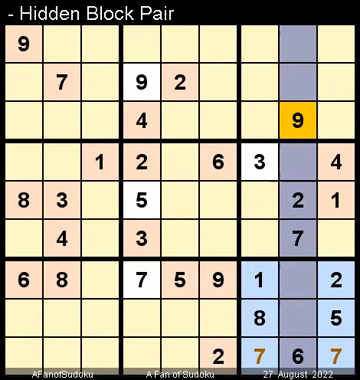 - Hidden Block Pair
9
7 9 2
4 9
1 2 6 3 4
8 3 5 2 1
4 3 7
6 8 7 5 9 1 2
8 5
2 7 6 7
AFanofSudoku A Fan of Sudoku 27 August 2022